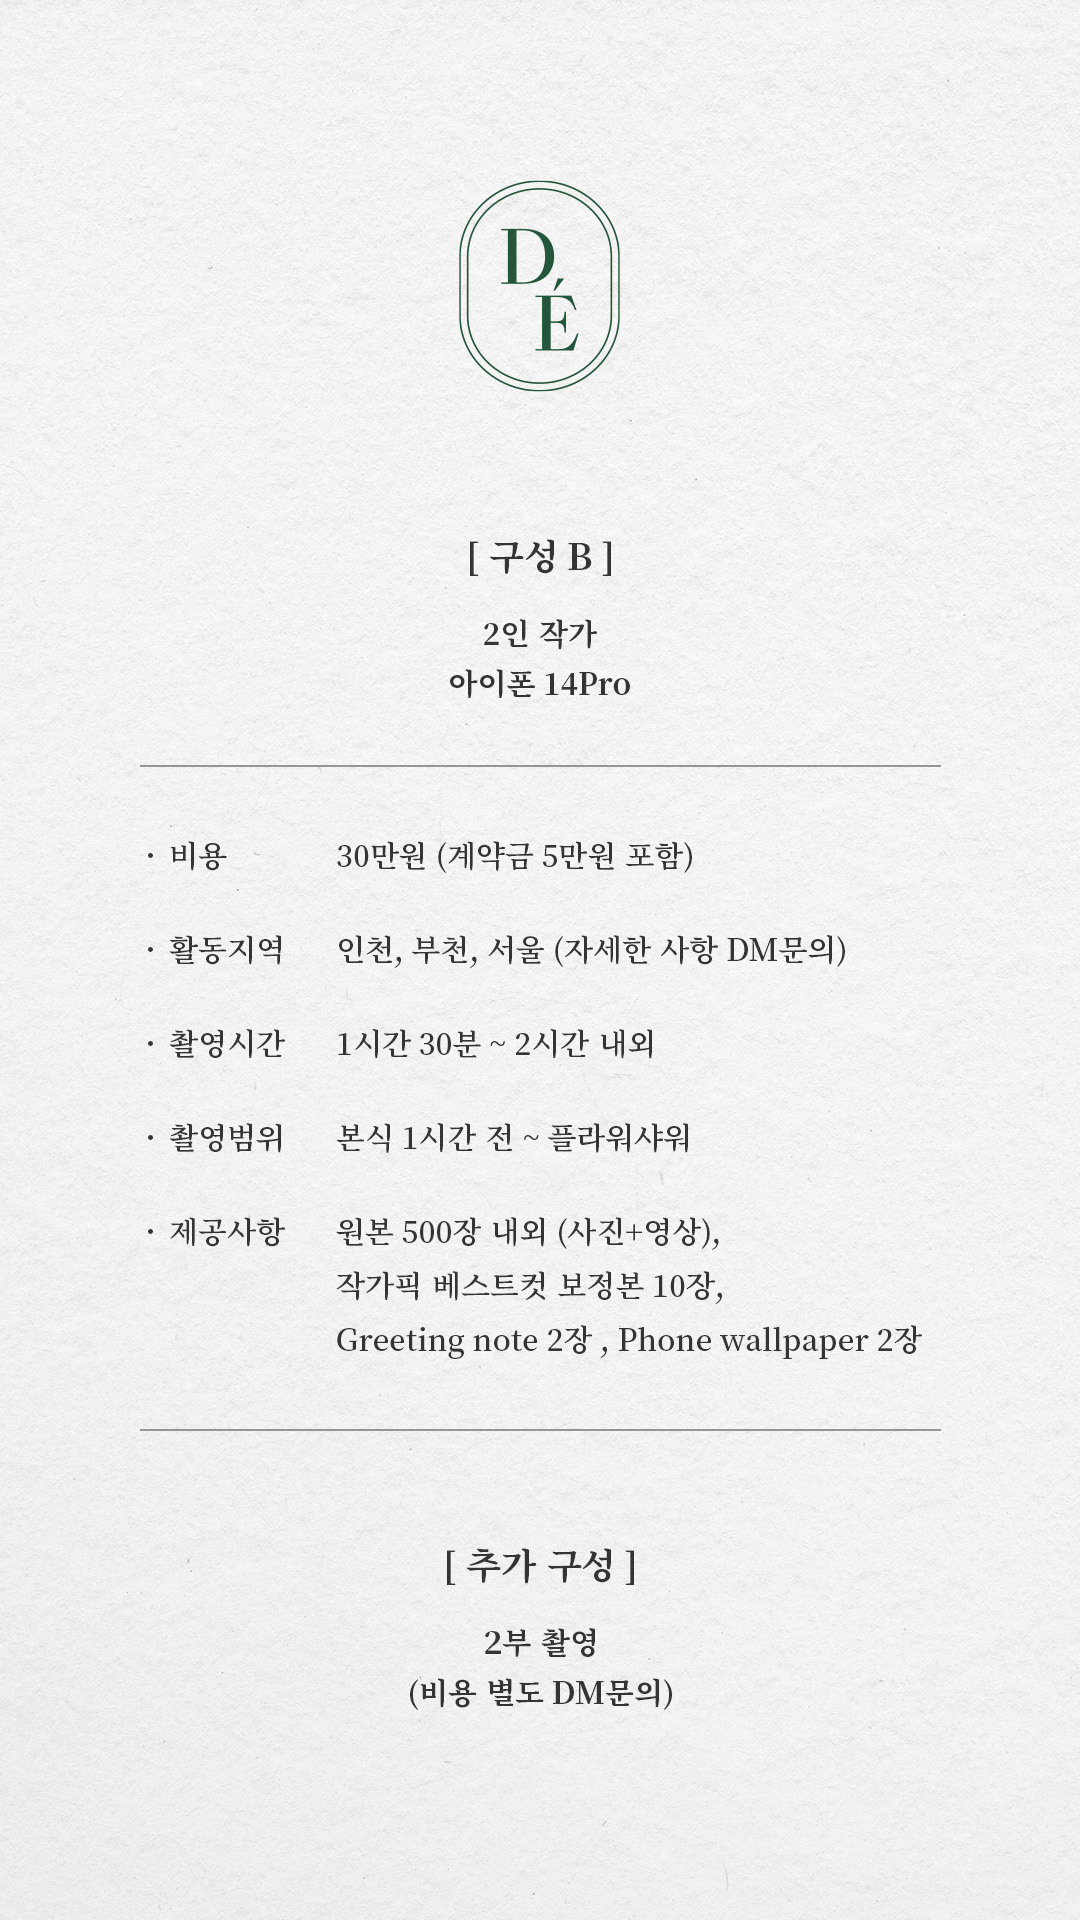 D
É
[ 구성 B ]
2인 작가
아이폰 14Pro
· 비용 30만원 (계약금 5만원 포함)
· 활동지역 인천, 부천, 서울 (자세한 사항 DM문의)
· 촬영시간 1시간 30분 ~ 2시간 내외
· 촬영범위 본식 1시간 전 ~ 플라워샤워
· 제공사항 원본 500장 내외 (사진+영상),
작가픽 베스트컷 보정본 10장,
Greeting note 2장 , Phone wallpaper 2장
[ 추가 구성 ]
2부 촬영
(비용 별도 DM문의)